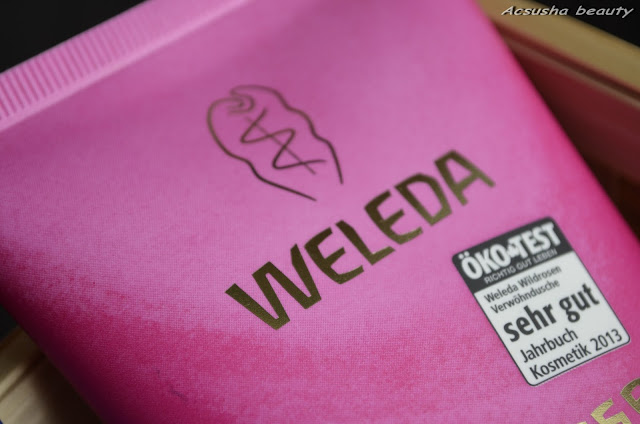 Acsusha beauty
WELEDA
ÖKO-TEST
RICHTIG GUT LEBEN
Weleda Wildrosen
Verwöhndusche
sehr gut
Jahrbuch
Kosmetik 2013